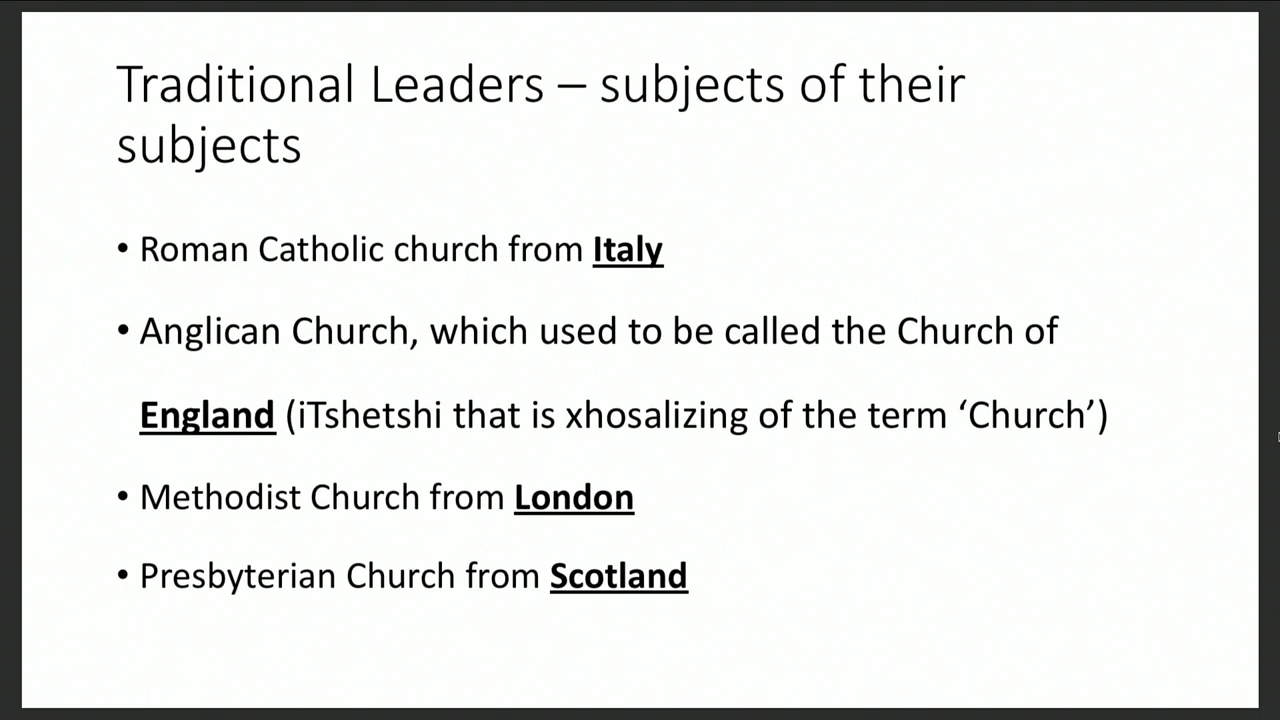 Traditional Leaders – subjects of their
subjects
• Roman Catholic church from Italy
• Anglican Church, which used to be called the Church of
England (iTshetshi that is xhosalizing of the term ‘Church’)
• Methodist Church from London
• Presbyterian Church from Scotland